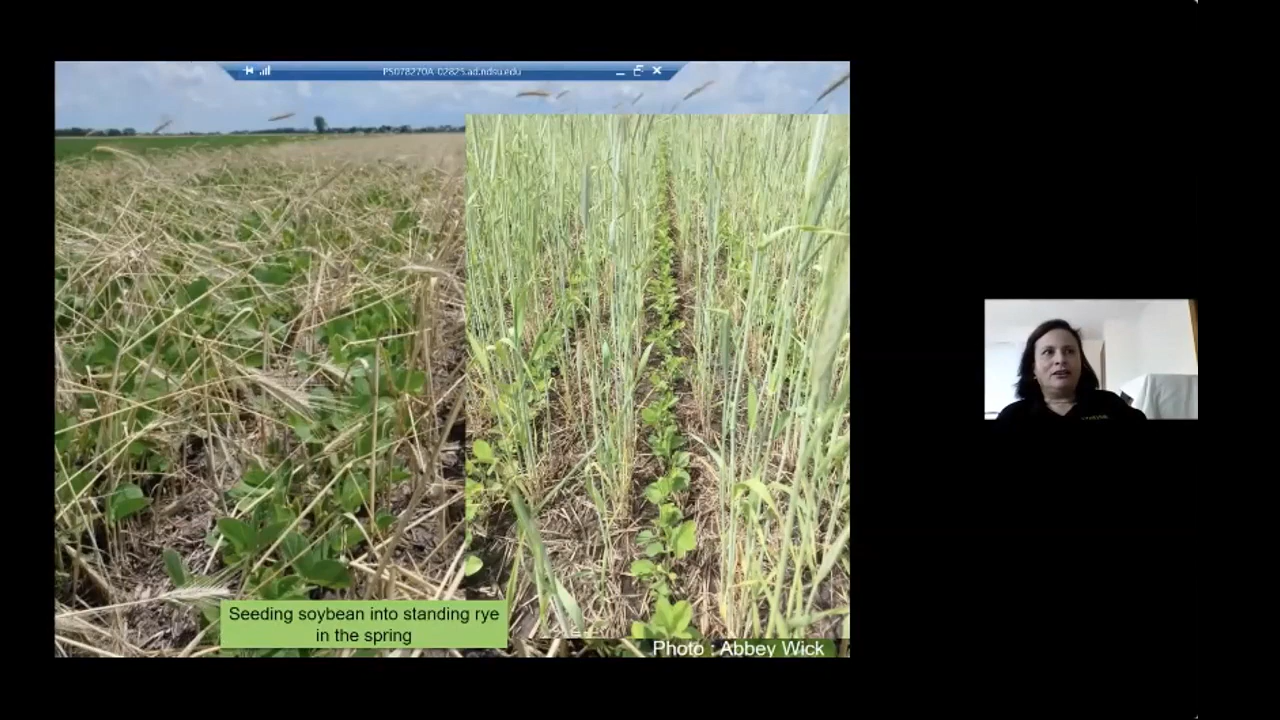 PS078270A-02825.ad.ndsu.edu
Seeding soybean into standing rye
in the spring
Photo : Abbey Wick